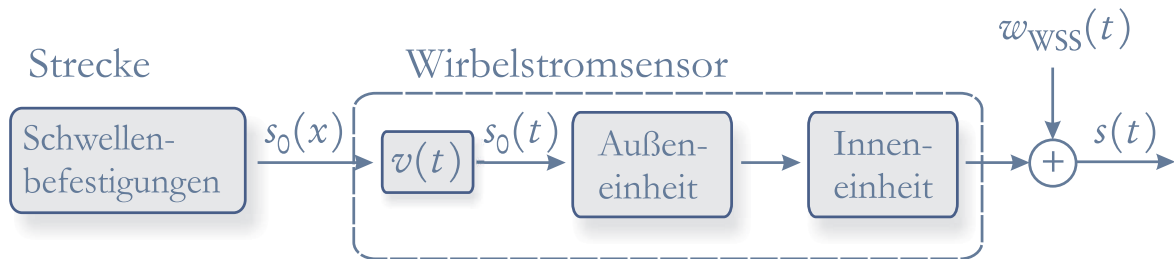 w_WSS(t)
Strecke
Wirbelstromsensor
Schwellen-
befestigungen
s_0(x)
v(t)
s_0(t)
Außen-
einheit
Innen-
einheit
+
s(t)